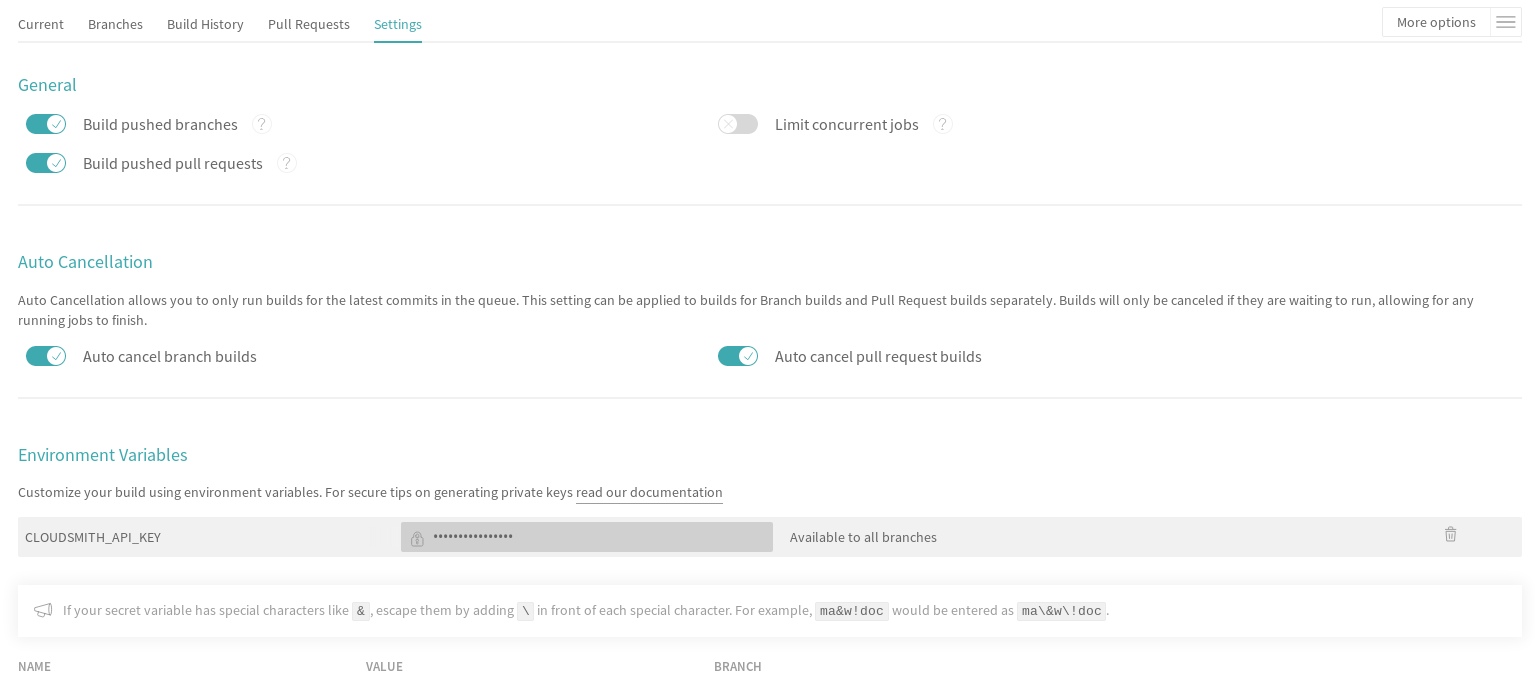 Current Branches Build History Pull Requests Settings More options
General
Build pushed branches ? Limit concurrent jobs ?
Build pushed pull requests ?
Auto Cancellation
Auto Cancellation allows you to only run builds for the latest commits in the queue. This setting can be applied to builds for Branch builds and Pull Request builds separately. Builds will only be canceled if they are waiting to run, allowing for any
running jobs to finish.
Auto cancel branch builds Auto cancel pull request builds
Environment Variables
Customize your build using environment variables. For secure tips on generating private keys read our documentation
CLOUDSMITH_API_KEY •••••••••••••••• Available to all branches
If your secret variable has special characters like &, escape them by adding \ in front of each special character. For example, ma&w!doc would be entered as ma\&w\!doc.
NAME VALUE BRANCH